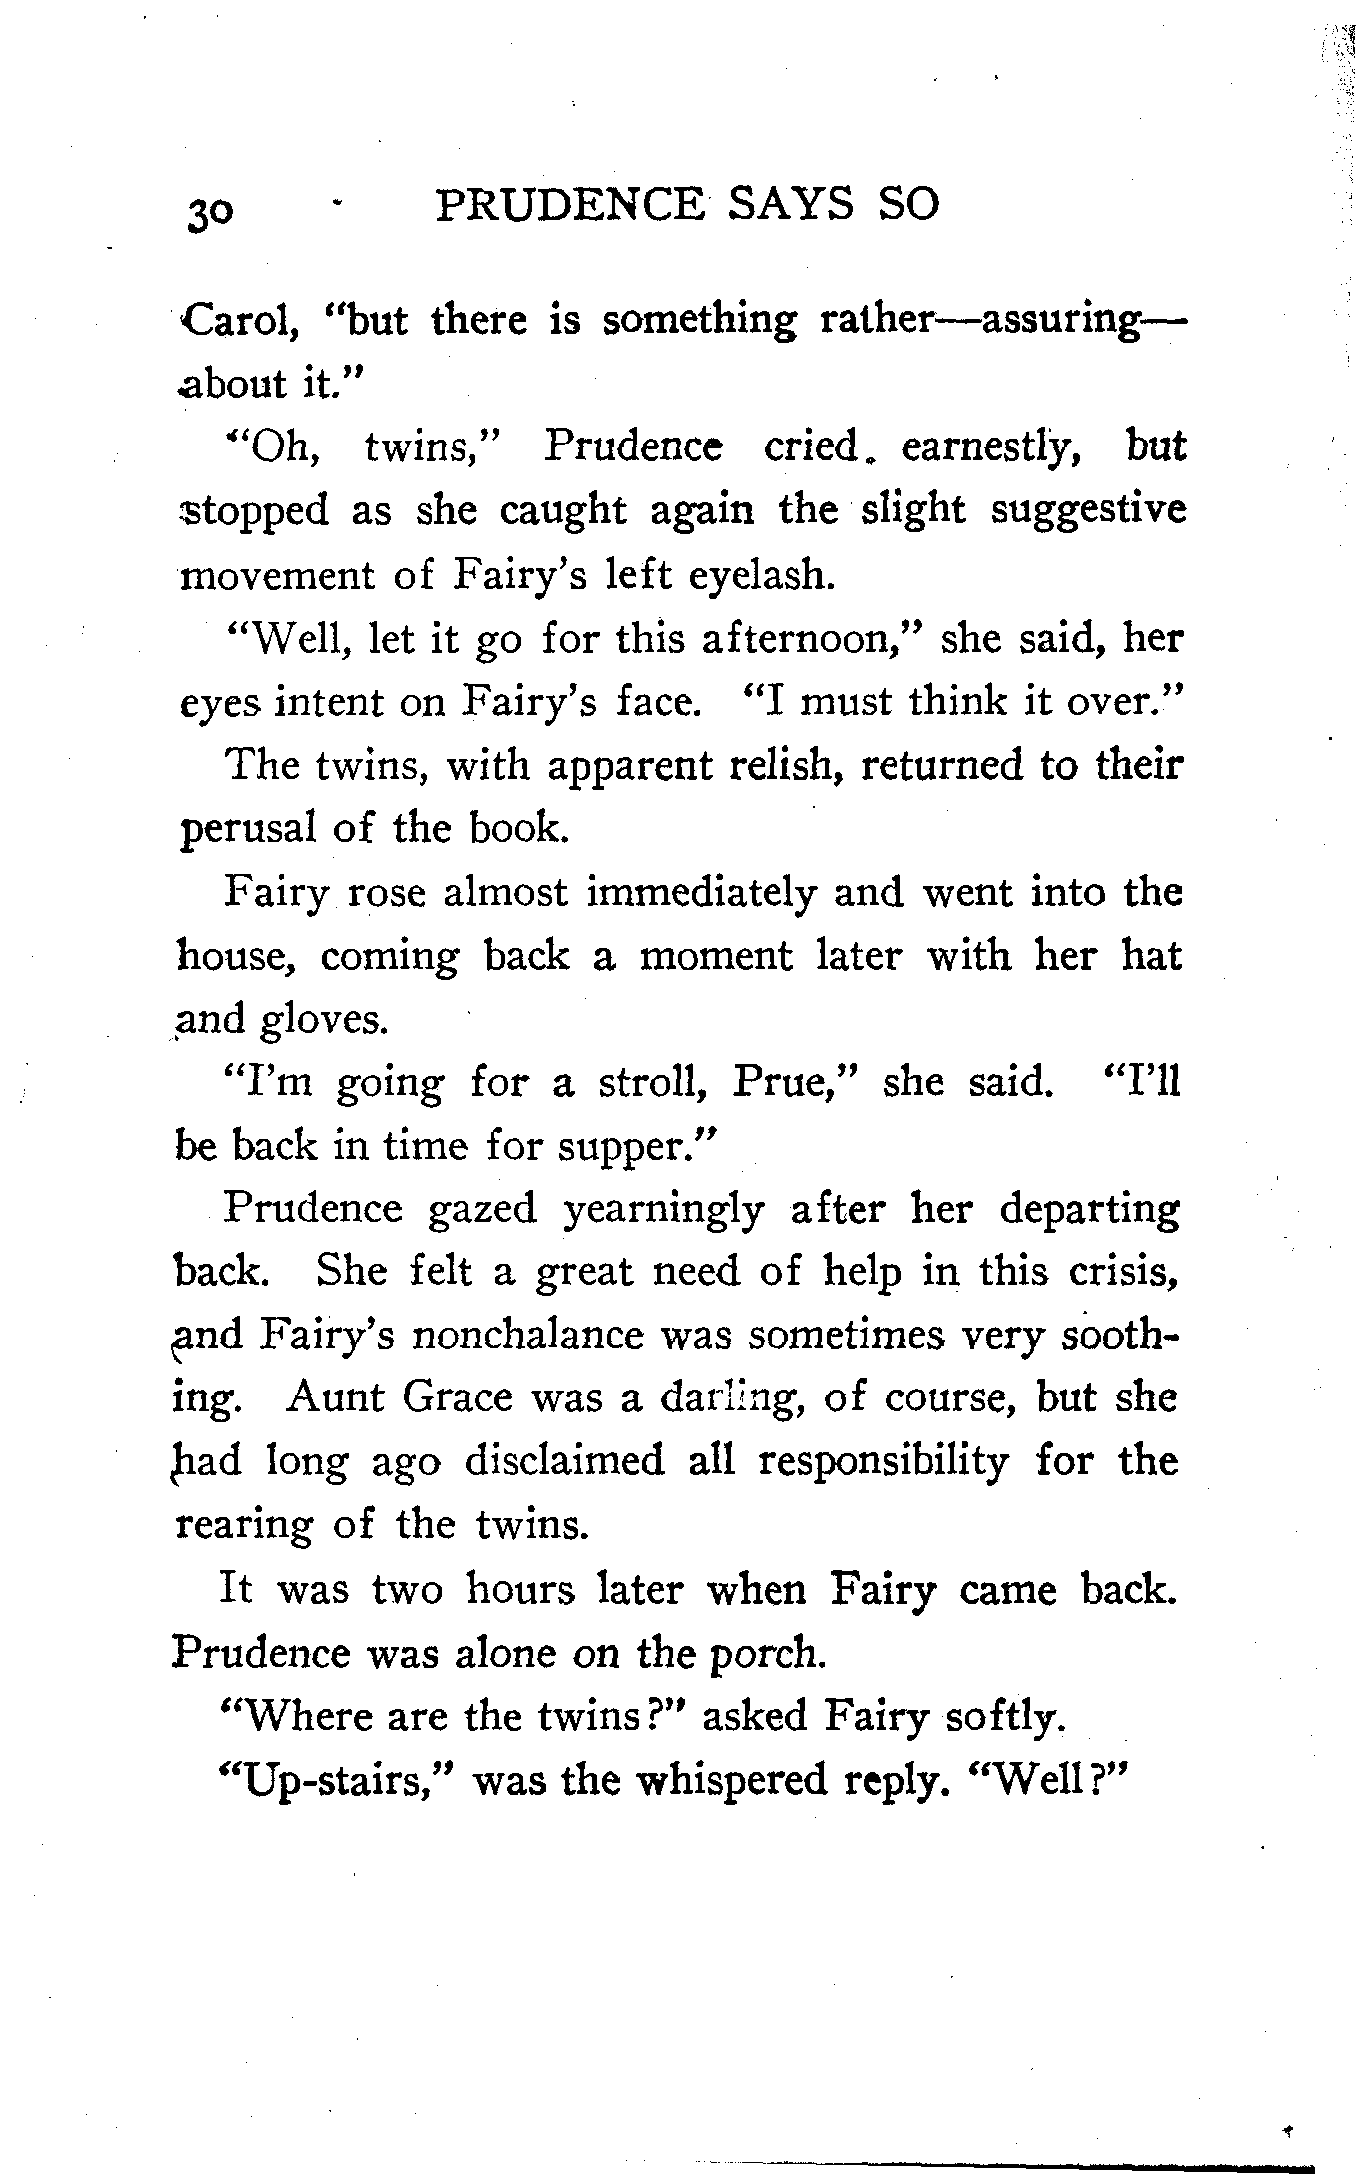 30 PRUDENCE SAYS SO
Carol, “but there is something rather—assuring—
about it.”
“Oh, twins,” Prudence cried. earnestly, but
stopped as she caught again the slight suggestive
movement of Fairy’s left eyelash.
“Well, let it go for this afternoon,” she said, her
eyes intent on Fairy’s face. “I must think it over.”
The twins, with apparent relish, returned to their
perusal of the book.
Fairy rose almost immediately and went into the
house, coming back a moment later with her hat
and gloves.
“I’m going for a stroll, Prue,” she said. “I’ll
be back in time for supper.”
Prudence gazed yearningly after her departing
back. She felt a great need of help in this crisis,
and Fairy’s nonchalance was sometimes very sooth-
ing. Aunt Grace was a darling, of course, but she
had long ago disclaimed all responsibility for the
rearing of the twins.
It was two hours later when Fairy came back.
Prudence was alone on the porch.
“Where are the twins?” asked Fairy softly.
“Up-stairs,” was the whispered reply. “Well?”